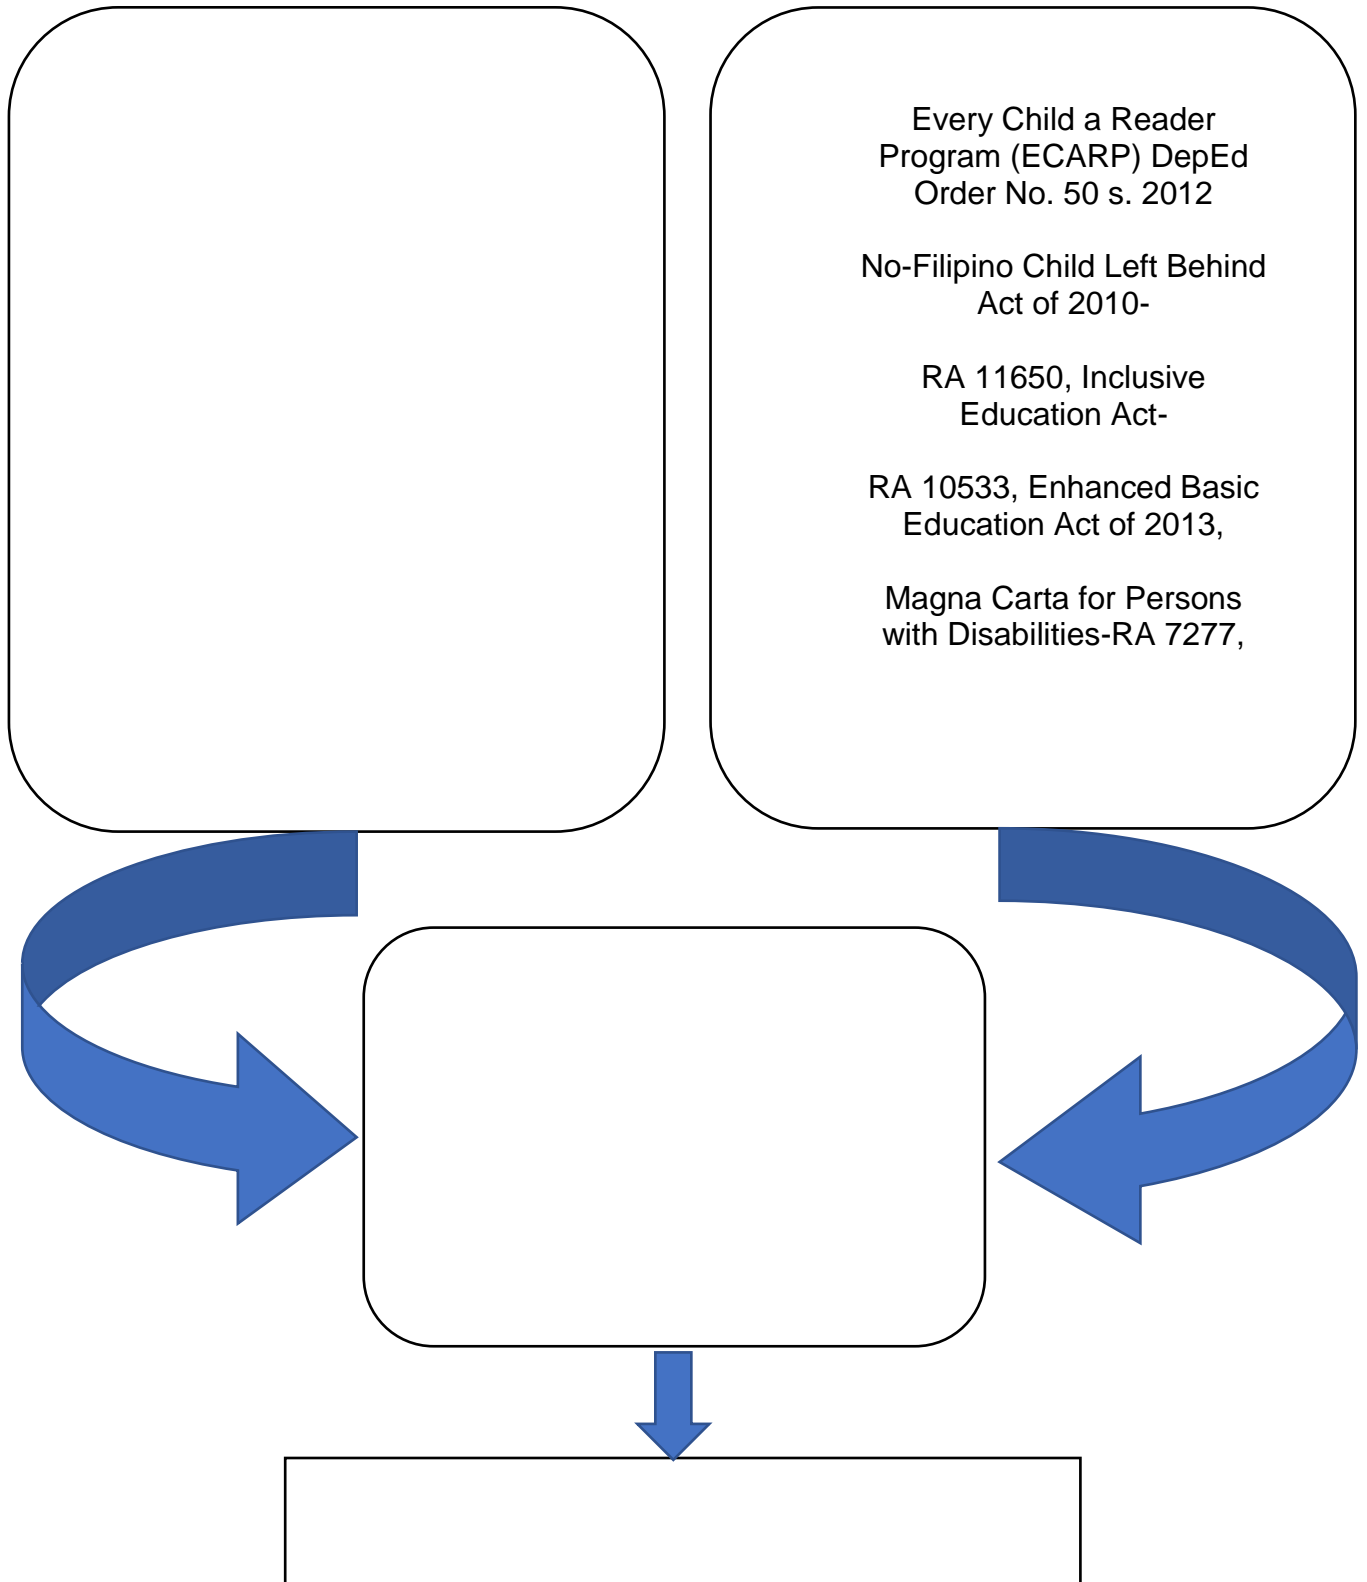 Every Child a Reader
Program (ECARP) DepEd
Order No. 50 s. 2012
No-Filipino Child Left Behind
Act of 2010-
RA 11650, Inclusive
Education Act-
RA 10533, Enhanced Basic
Education Act of 2013,
Magna Carta for Persons
with Disabilities-RA 7277,